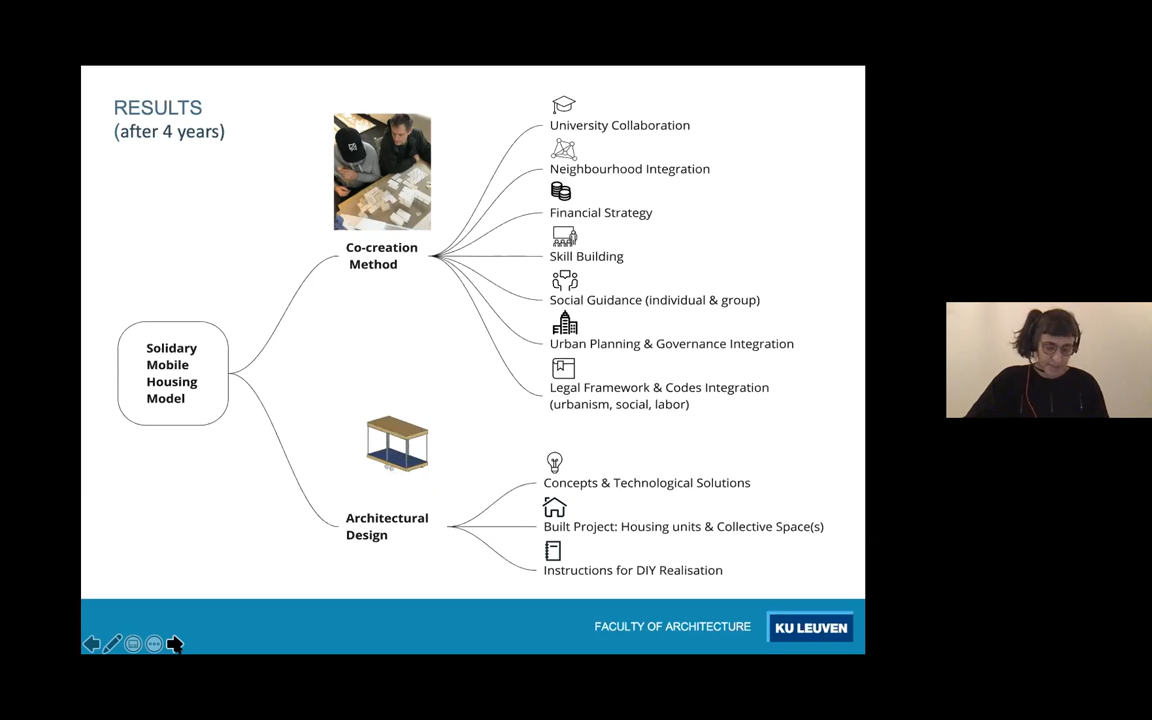 RESULTS
(after 4 years)
University Collaboration
Neighbourhood Integration
Financial Strategy
Co-creation
Method
Skill Building
Social Guidance (individual & group)
Urban Planning & Governance Integration
Solidary
Mobile
Housing
Model
Legal Framework & Codes Integration
(urbanism, social, labor)
Concepts & Technological Solutions
Architectural
Design
Built Project: Housing units & Collective Space(s)
Instructions for DIY Realisation
FACULTY OF ARCHITECTURE
KU LEUVEN